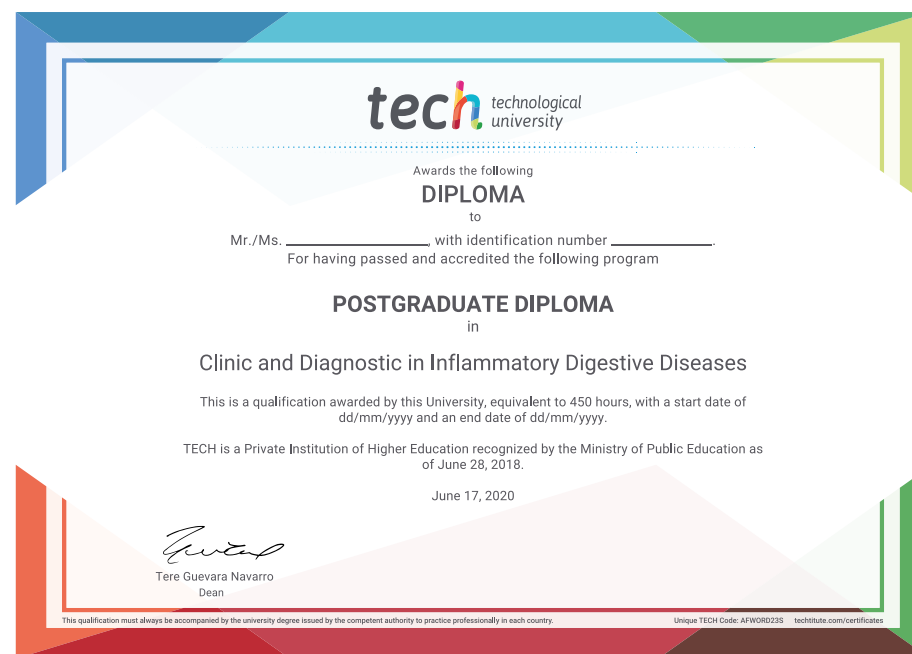 tech technological
university
Awards the following
DIPLOMA
to
Mr./Ms. ____________, with identification number ____________.
For having passed and accredited the following program
POSTGRADUATE DIPLOMA
in
Clinic and Diagnostic in Inflammatory Digestive Diseases
This is a qualification awarded by this University, equivalent to 450 hours, with a start date of
dd/mm/yyyy and an end date of dd/mm/yyyy.
TECH is a Private Institution of Higher Education recognized by the Ministry of Public Education as
of June 28, 2018.
June 17, 2020
Tere Guevara Navarro
Dean
This qualification must always be accompanied by the university degree issued by the competent authority to practice professionally in each country. Unique TECH Code: AFWORD23S techtitute.com/certificates